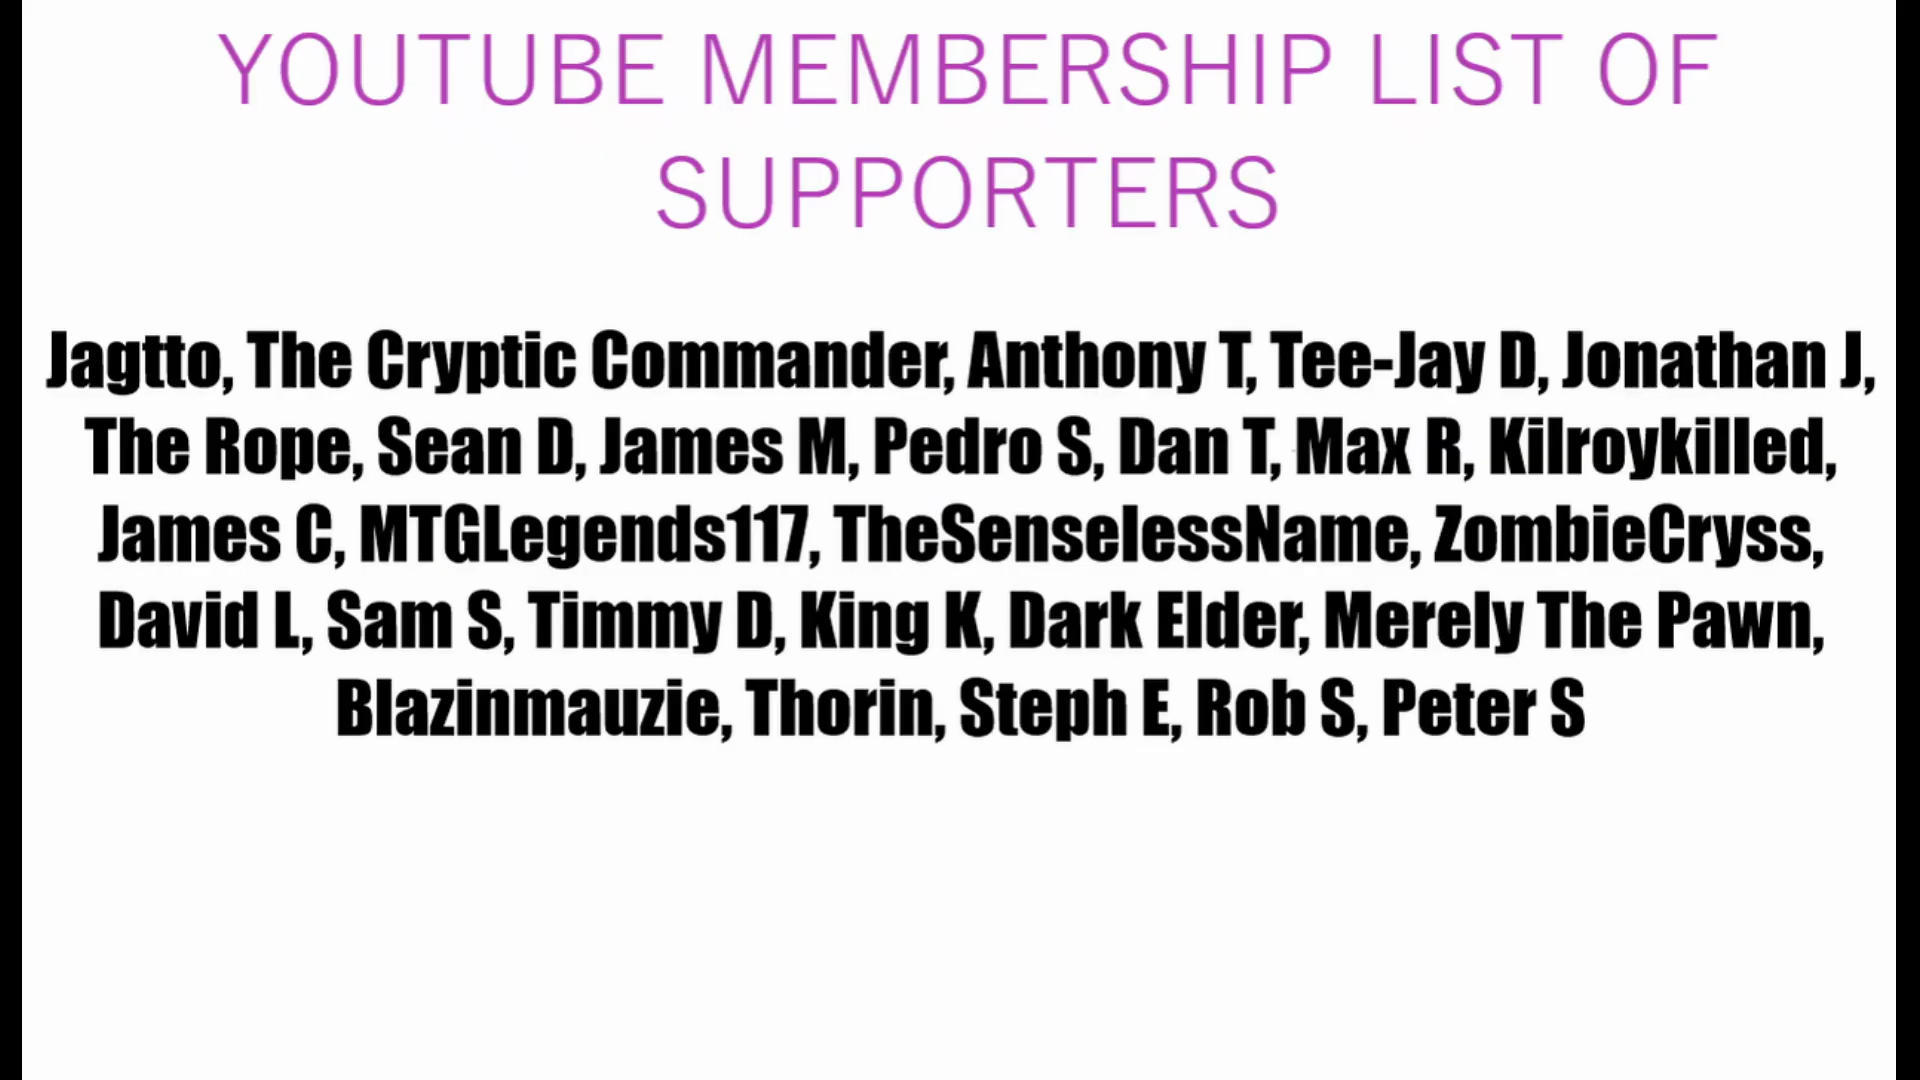 YOUTUBE MEMBERSHIP LIST OF
SUPPORTERS
Jagtto, The Cryptic Commander, Anthony T, Tee-Jay D, Jonathan J,
The Rope, Sean D, James M, Pedro S, Dan T, Max R, Kilroykilled,
James C, MTGLegends117, TheSenselessName, ZombieCryss,
David L, Sam S, Timmy D, King K, Dark Elder, Merely The Pawn,
Blazinmauzie, Thorin, Steph E, Rob S, Peter S